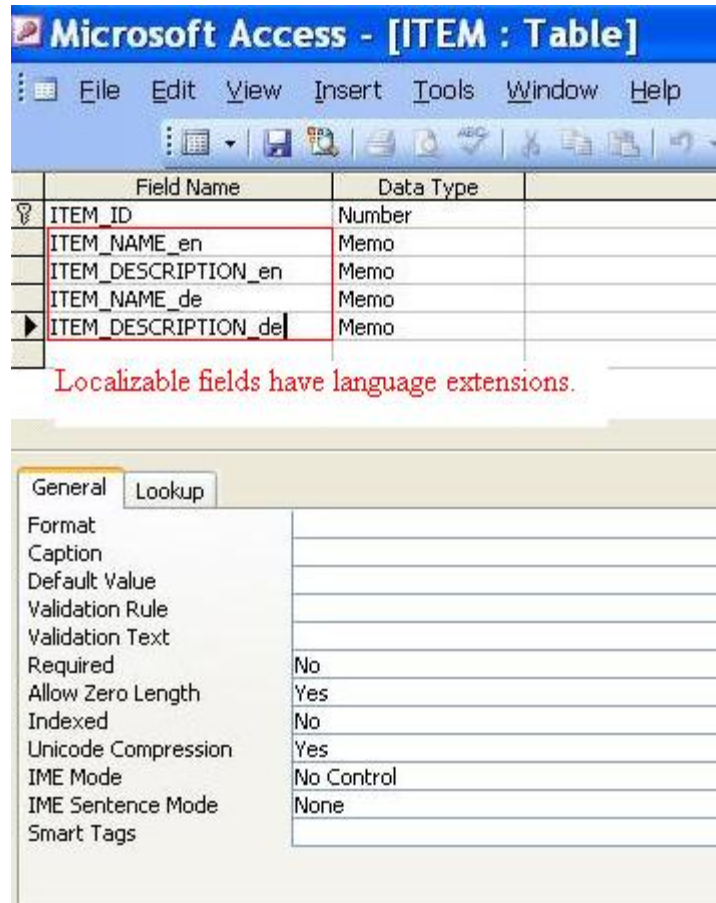 Microsoft Access - [ITEM : Table]
File Edit View Insert Tools Window Help
Field Name Data Type
ITEM_ID Number
ITEM_NAME_en Memo
ITEM_DESCRIPTION_en Memo
ITEM_NAME_de Memo
ITEM_DESCRIPTION_de Memo
Localizable fields have language extensions.
General Lookup
Format
Caption
Default Value
Validation Rule
Validation Text
Required No
Allow Zero Length Yes
Indexed No
Unicode Compression Yes
IME Mode No Control
IME Sentence Mode None
Smart Tags